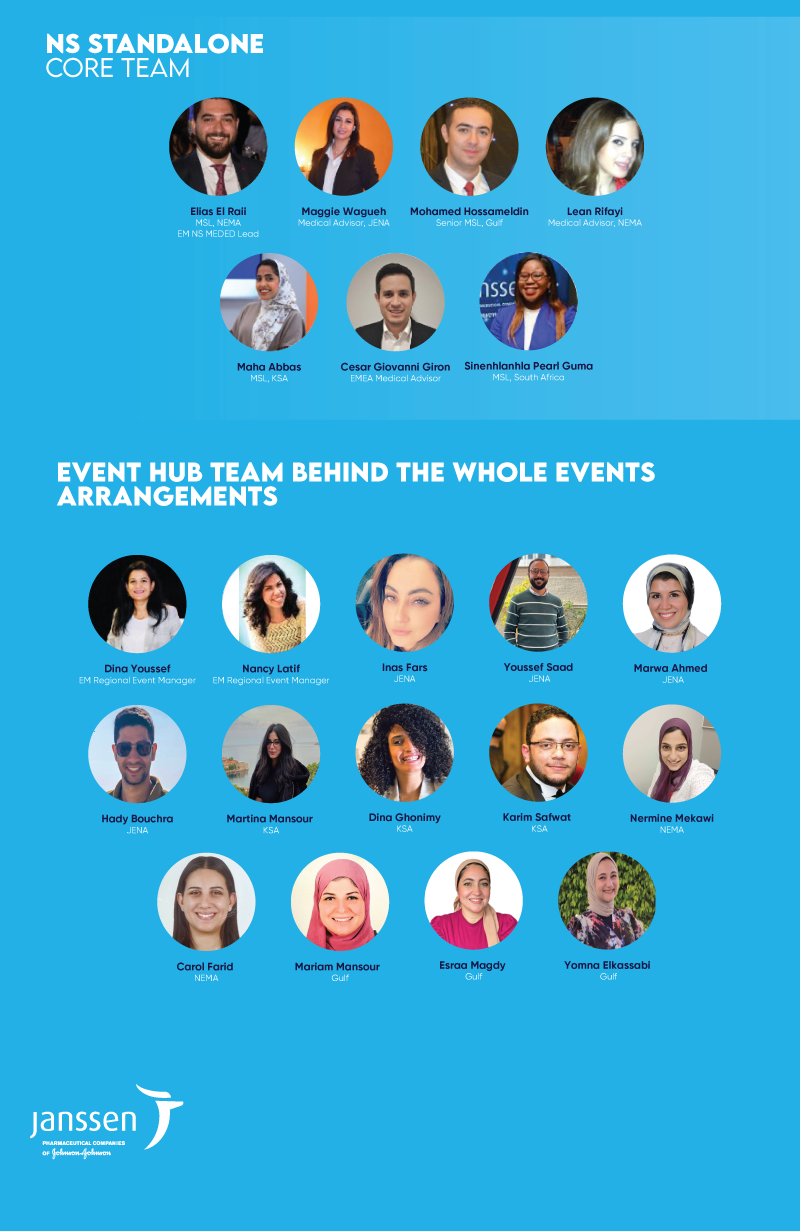 NS STANDALONE
CORE TEAM
Elias El Raii
MSL, NEMA
EM NS MEDED Lead
Maggie Wagueh
Medical Advisor, JENA
Mohamed Hossameldin
Senior MSL, Gulf
Lean Rifayi
Medical Advisor, NEMA
Maha Abbas
MSL, KSA
Cesar Giovanni Giron
EMEA Medical Advisor
Sinenhlanhla Pearl Guma
MSL, South Africa
EVENT HUB TEAM BEHIND THE WHOLE EVENTS
ARRANGEMENTS
Dina Youssef
EM Regional Event Manager
Nancy Latif
EM Regional Event Manager
Inas Fars
JENA
Youssef Saad
JENA
Marwa Ahmed
JENA
Hady Bouchra
JENA
Martina Mansour
KSA
Dina Ghonimy
KSA
Karim Safwat
KSA
Nermine Mekawi
NEMA
Carol Farid
NEMA
Mariam Mansour
Gulf
Esraa Magdy
Gulf
Yomna Elkassabi
Gulf
janssen
PHARMACEUTICAL COMPANIES
OF Johnson & Johnson